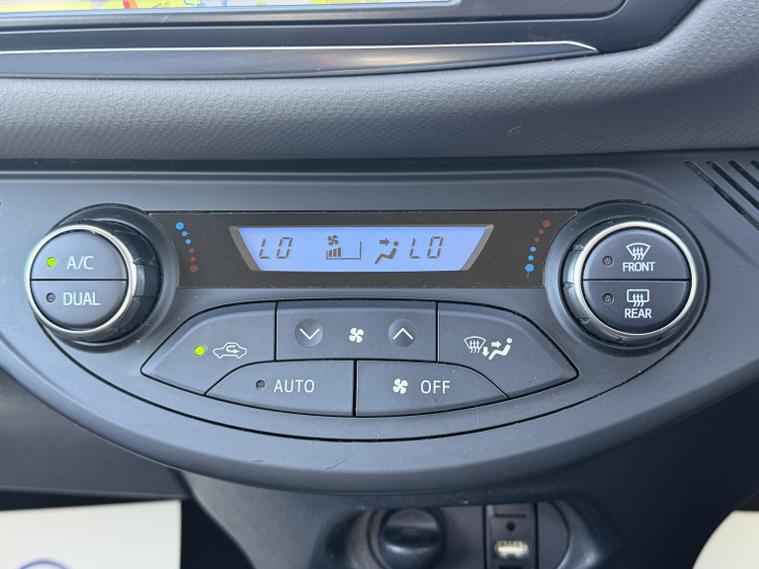 LO LO
A/C
DUAL
FRONT
REAR
AUTO
OFF